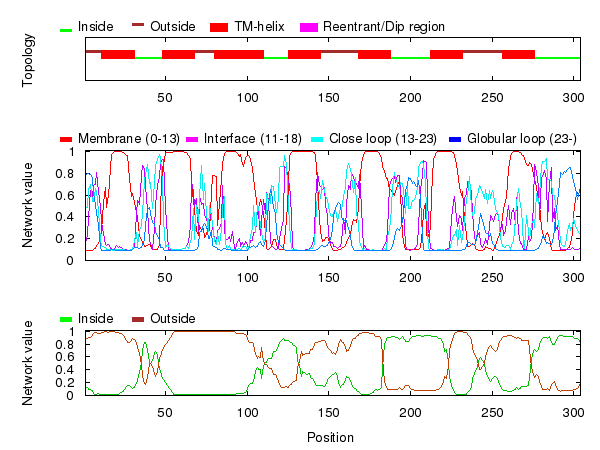 Inside Outside TM-helix Reentrant/Dip region
Topology
50 100 150 200 250 300
Membrane (0-13) Interface (11-18) Close loop (13-23) Globular loop (23-)
Network value
1
0.8
0.6
0.4
0.2
0
50 100 150 200 250 300
Inside Outside
Network value
1
0.8
0.6
0.4
0.2
0
50 100 150 200 250 300
Position